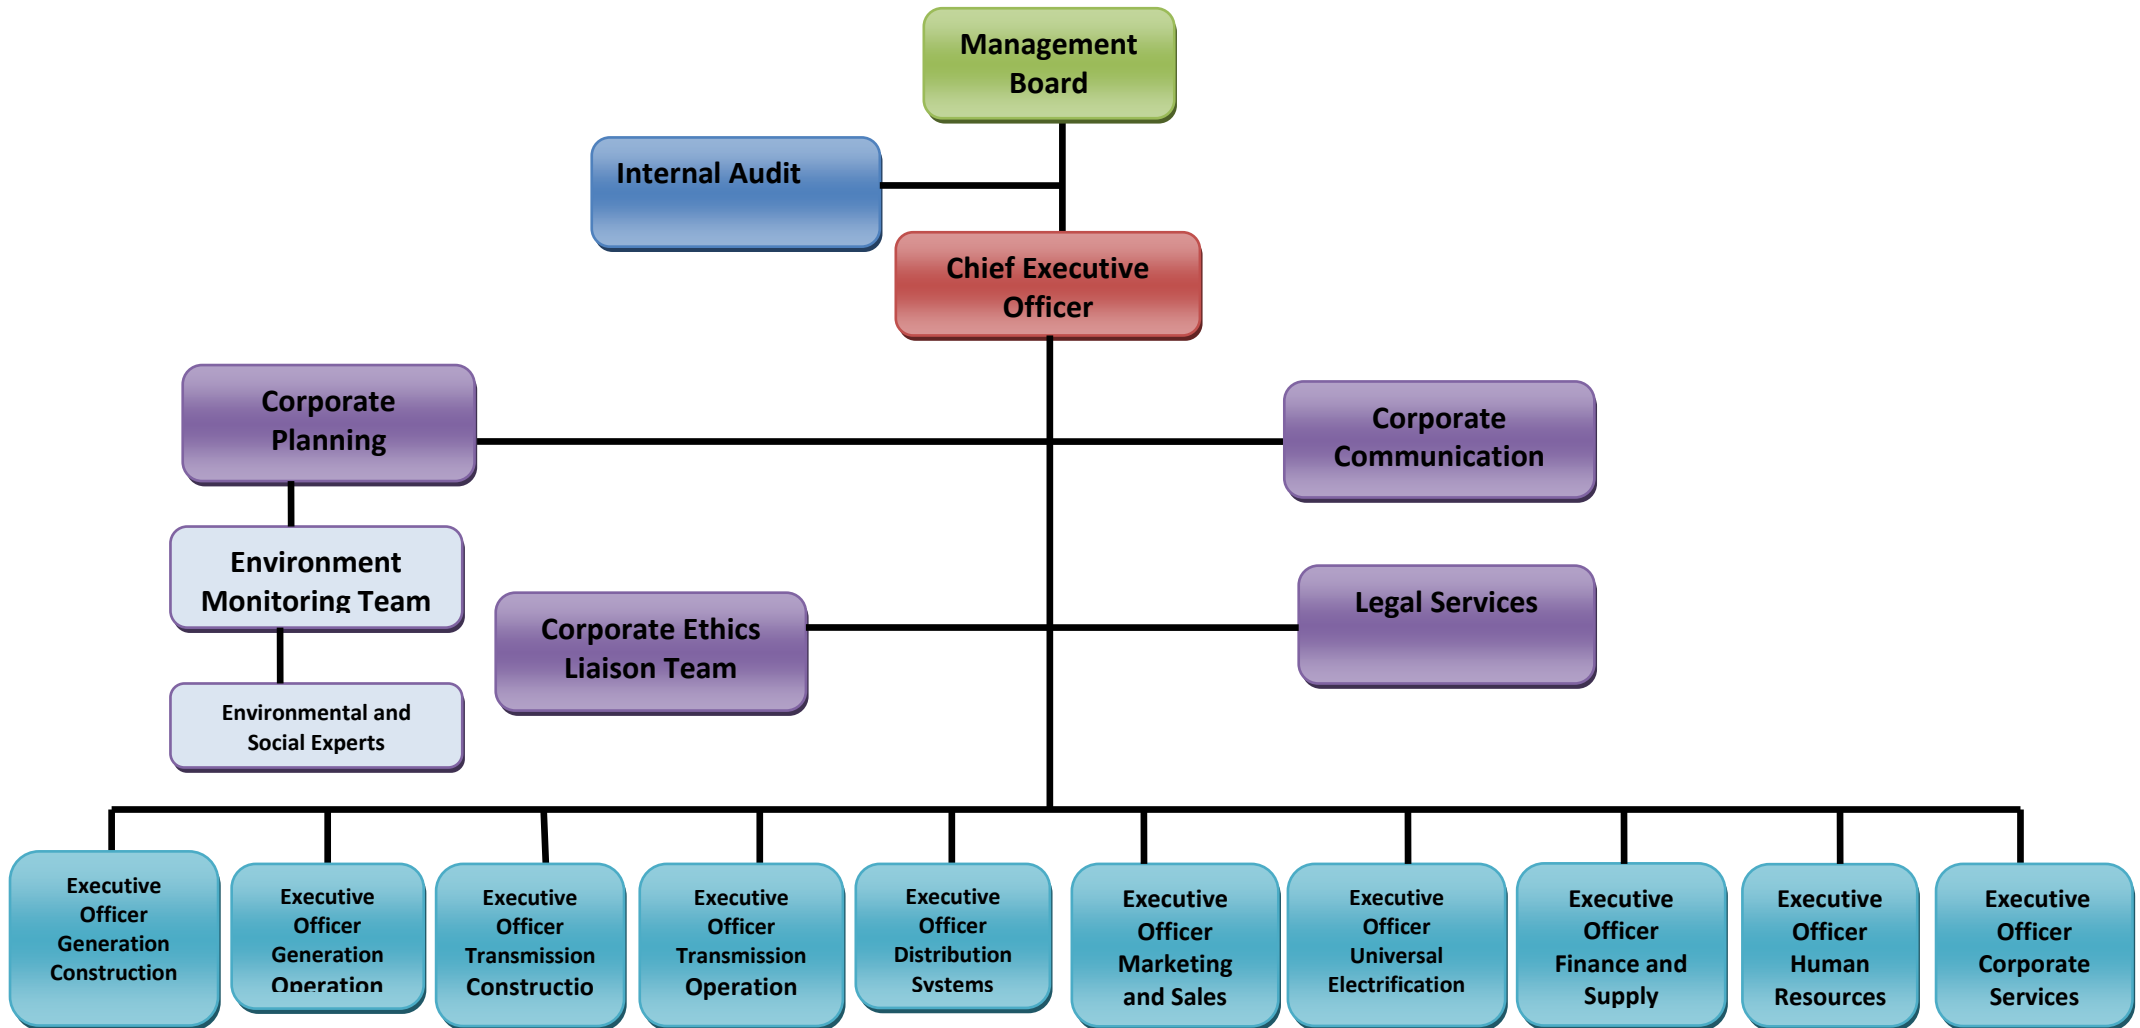 Management
Board
Internal Audit
Chief Executive
Officer
Corporate
Planning
Corporate
Communication
Environment
Monitoring Team
Corporate Ethics
Liaison Team
Legal Services
Environmental and
Social Experts
Executive
Officer
Generation
Construction
Executive
Officer
Generation
Operation
Executive
Officer
Transmission
Constructio
Executive
Officer
Transmission
Operation
Executive
Officer
Distribution
Systems
Executive
Officer
Marketing
and Sales
Executive
Officer
Universal
Electrification
Executive
Officer
Finance and
Supply
Executive
Officer
Human
Resources
Executive
Officer
Corporate
Services